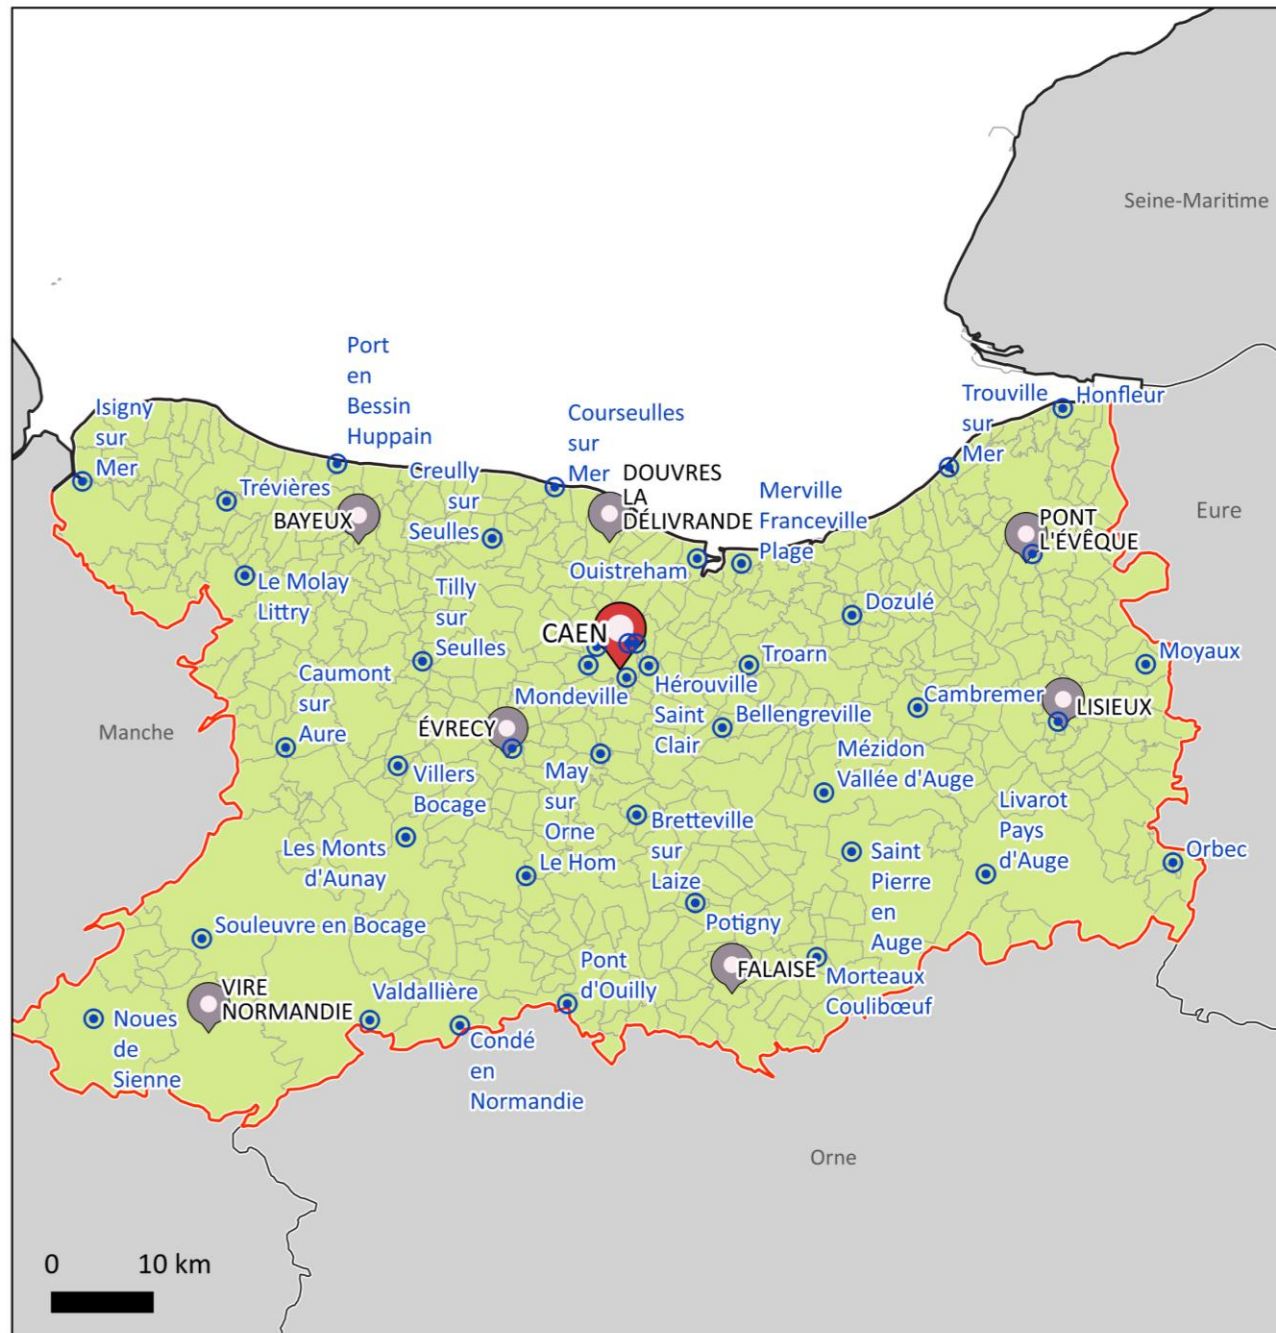 Seine-Maritime
Port
en
Bessin
Huppain
Isigny
sur
Mer
Courseulles
sur
Mer
Trouville
sur
Mer
Honfleur
Trévières
BAYEUX
Creully
sur
Seulles
DOUVRES
LA
DÉLIVRANDE
Merville
Franceville
Plage
PONT
L'ÉVÊQUE
Eure
Le Molay
Littry
Tilly
sur
Seulles
Ouistreham
Dozulé
CAEN
Mondeville
Hérouville
Saint
Clair
Troarn
Moyaux
Manche
Caumont
sur
Aure
ÉVRECY
Bellengreville
Cambremer
LISIEUX
Villers
Bocage
May
sur
Orne
Mézidon
Vallée d'Auge
Livarot
Pays
d'Auge
Les Monts
d'Aunay
Le Hom
Bretteville
sur
Laize
Saint
Pierre
en
Auge
Orbec
Souleuvre en Bocage
Potigny
VIRE
NORMANDIE
Valdallière
Pont
d'Ouilly
FALAISE
Morteaux
Coulibœuf
Noues
de
Sienne
Condé
en
Normandie
Orne
0 10 km